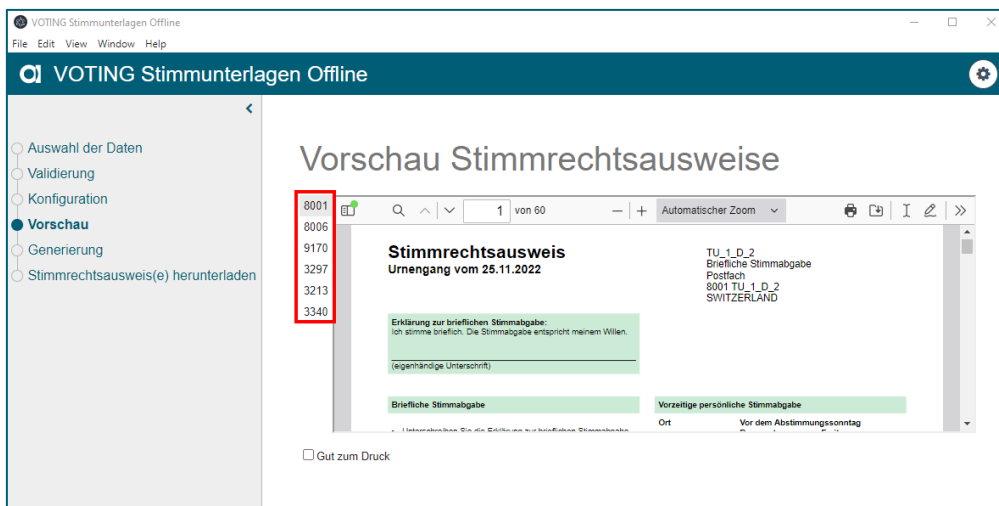 VOTING Stimmunterlagen Offline
File Edit View Window Help
VOTING Stimmunterlagen Offline
Auswahl der Daten
Validierung
Konfiguration
Vorschau
Generierung
Stimmrechtsausweis(e) herunterladen
Vorschau Stimmrechtsausweise
8001
8006
9170
3297
3213
3340
1 von 60
Automatischer Zoom
Stimmrechtsausweis
Urnengang vom 25.11.2022
TU_1_D_2
Briefliche Stimmabgabe
Postfach
8001 TU_1_D_2
SWITZERLAND
Erklärung zur brieflichen Stimmabgabe:
Ich stimme brieflich. Die Stimmabgabe entspricht meinem Willen.
(eigenhändige Unterschrift)
Briefliche Stimmabgabe
Vorzeitige persönliche Stimmabgabe
Ort Vor dem Abstimmungssonntag
Gut zum Druck